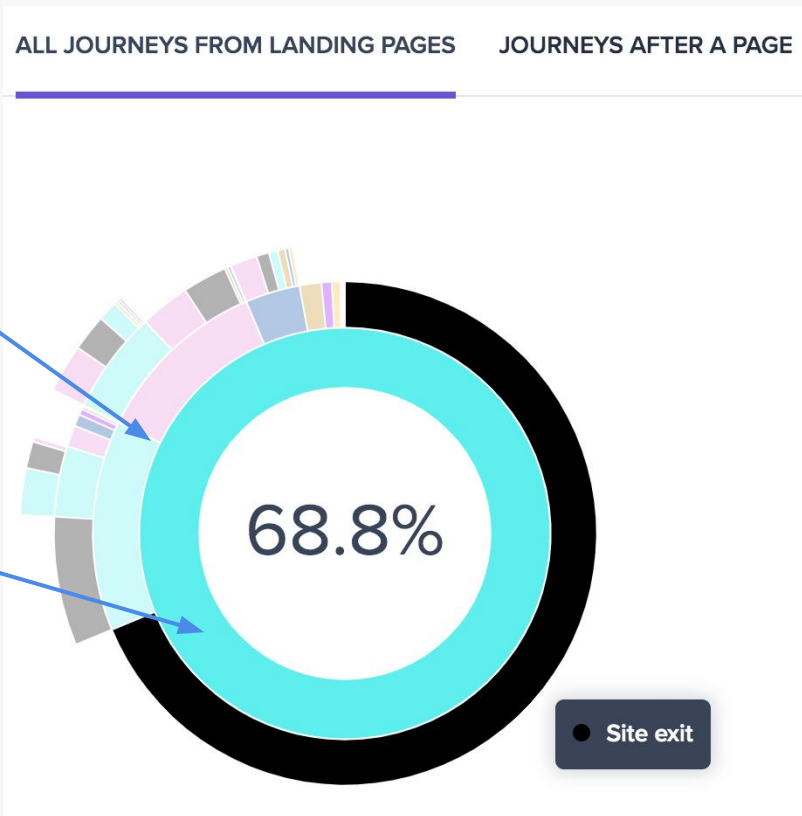 ALL JOURNEYS FROM LANDING PAGES JOURNEYS AFTER A PAGE
68.8%
Site exit